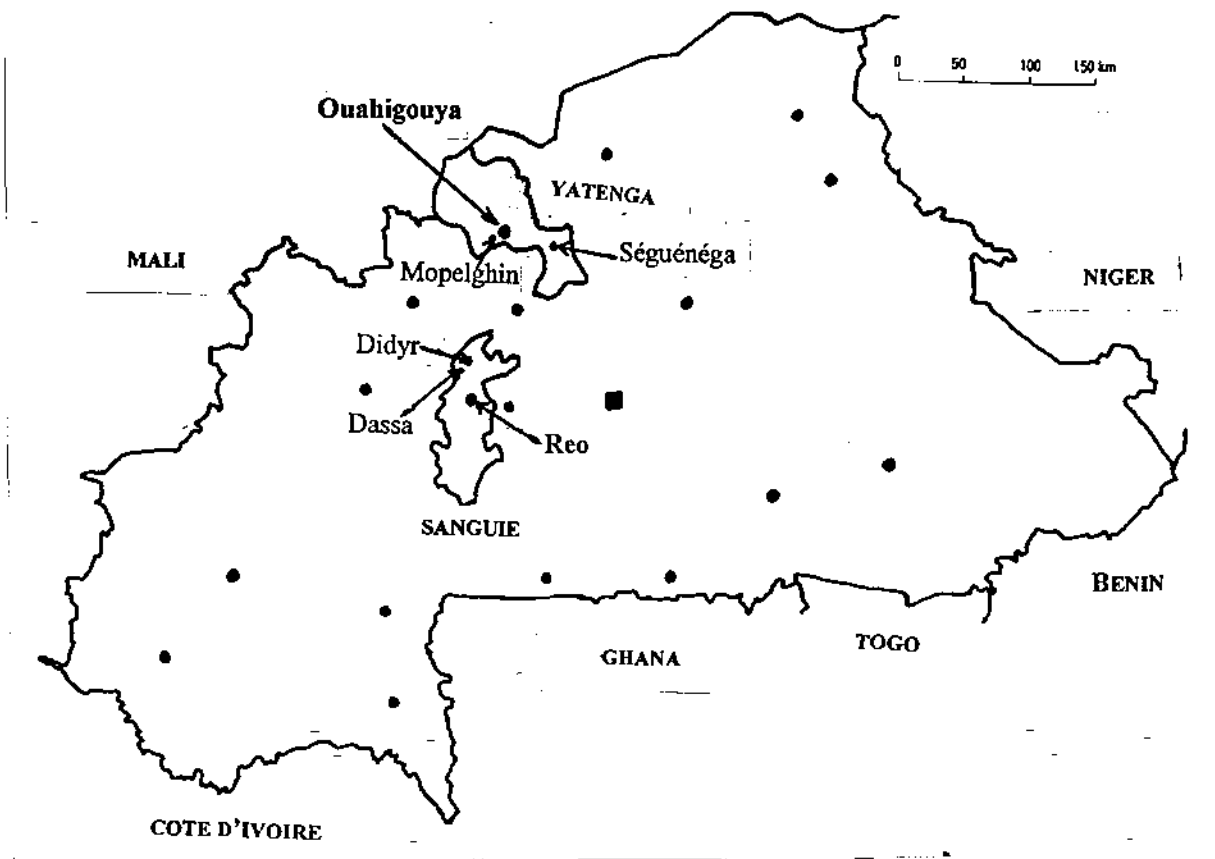 0 50 100 150 km
Ouahigouya
YATENGA
Séguénéga
MALI
Mopelghin
NIGER
Didyr
Dassa
Reo
SANGUIE
BENIN
TOGO
GHANA
COTE D'IVOIRE